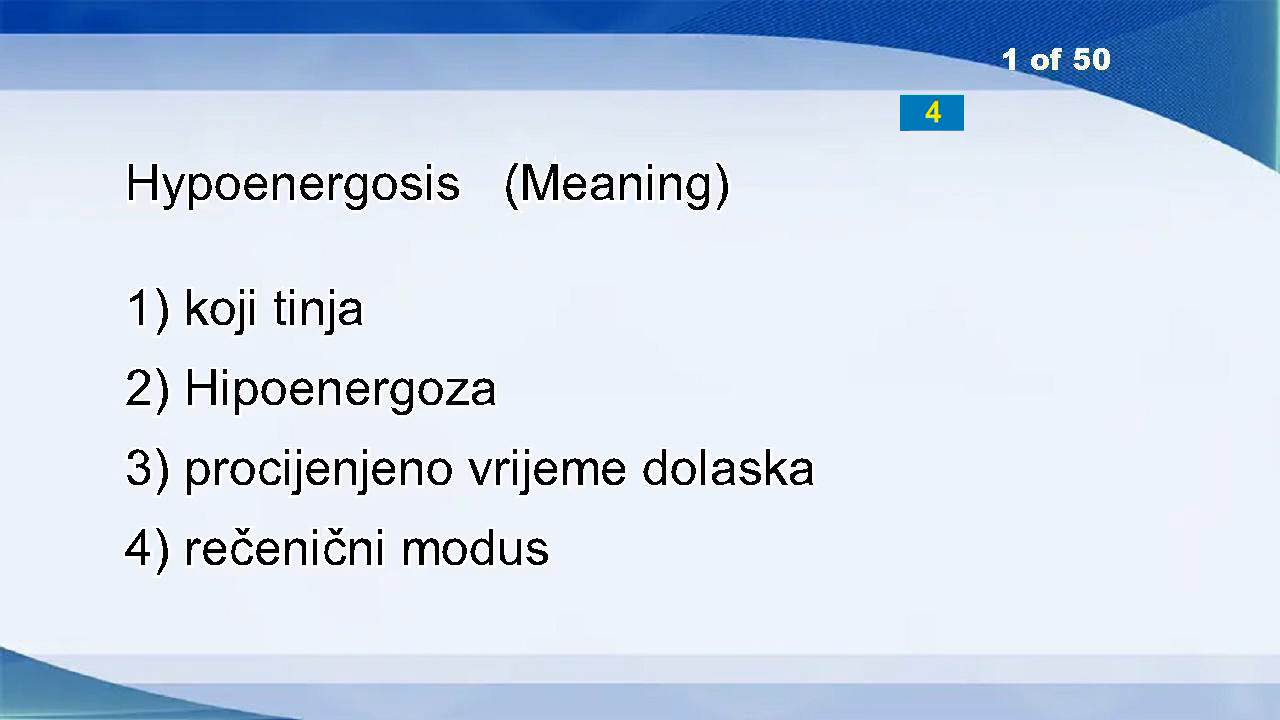 1 of 50
4
Hypoenergosis (Meaning)
1) koji tinja
2) Hipoenergoza
3) procijenjeno vrijeme dolaska
4) rečenični modus